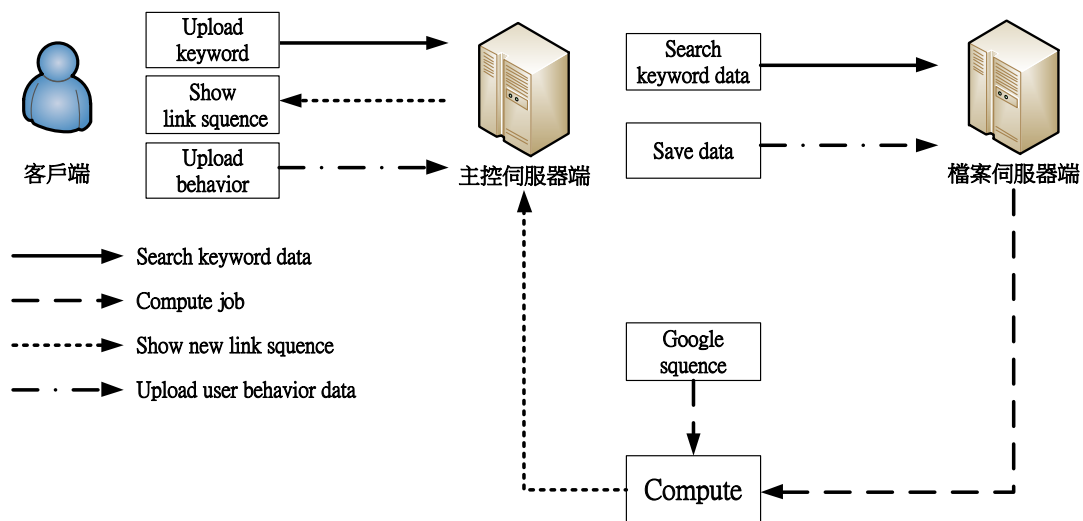 Upload
keyword
Show
link squence
Upload
behavior
客戶端
主控伺服器端
Search
keyword data
Save data
檔案伺服器端
Search keyword data
Compute job
Show new link squence
Upload user behavior data
Google
squence
Compute